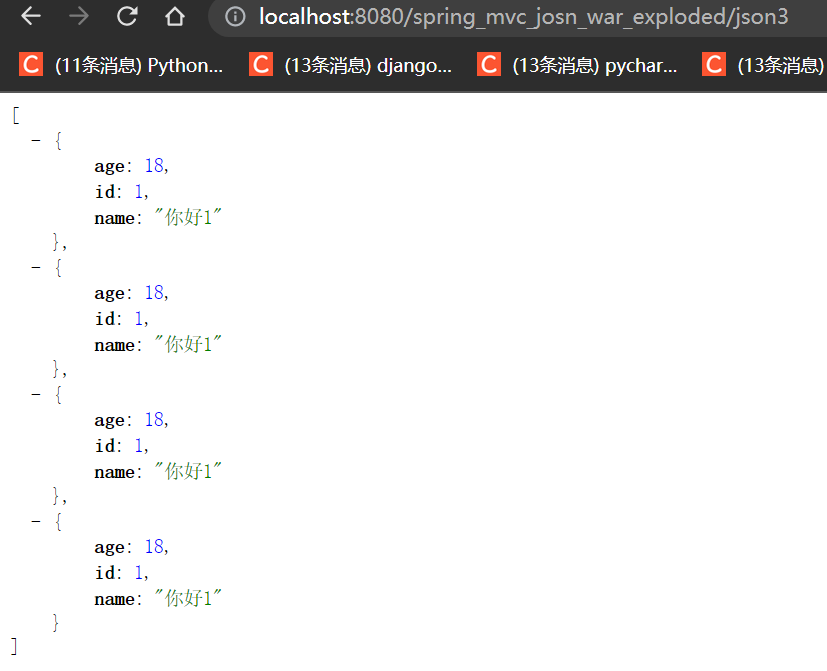 localhost:8080/spring_mvc_josn_war_exploded/json3
C (11条消息) Python... C (13条消息) django... C (13条消息) pychar... C (13条消息)
[
- {
age: 18,
id: 1,
name: "你好1"
},
- {
age: 18,
id: 1,
name: "你好1"
},
- {
age: 18,
id: 1,
name: "你好1"
},
- {
age: 18,
id: 1,
name: "你好1"
}
]